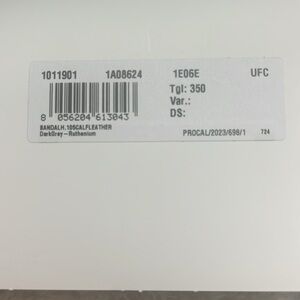 1011901 1A08624 1E06E UFC
Tgl: 350
Var.:
DS:
8 056204 613043
BANDALH.105CALFLEATHER
DarkGrey-Ruthenium PROCAL/2023/698/1 724